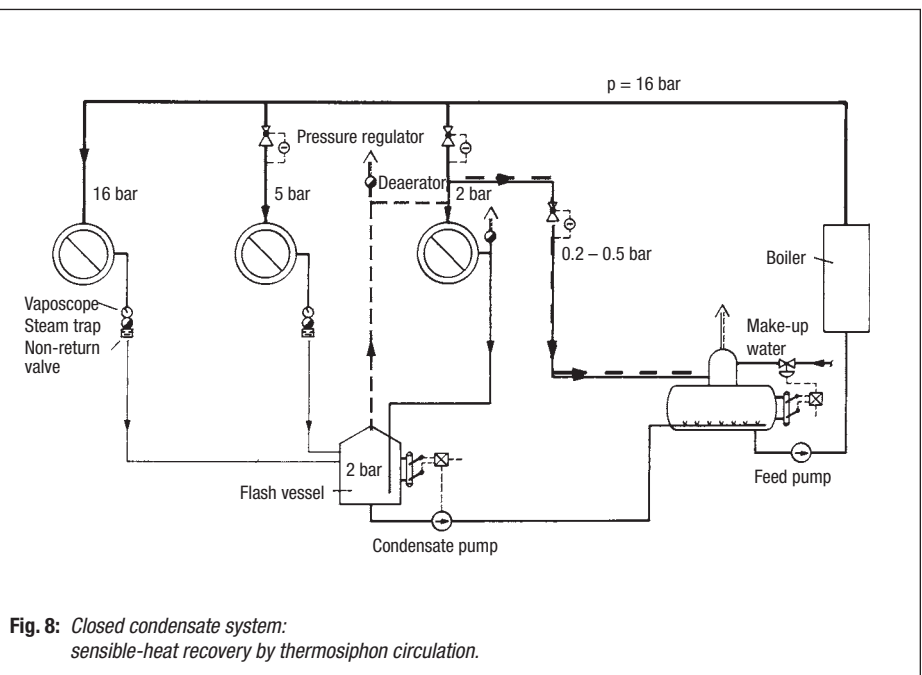 p = 16 bar
Pressure regulator
Deaerator
16 bar
5 bar
2 bar
0.2 – 0.5 bar
Boiler
Vaposcope
Steam trap
Non-return
valve
Make-up
water
2 bar
Flash vessel
Feed pump
Condensate pump
Fig. 8: Closed condensate system:
sensible-heat recovery by thermosiphon circulation.